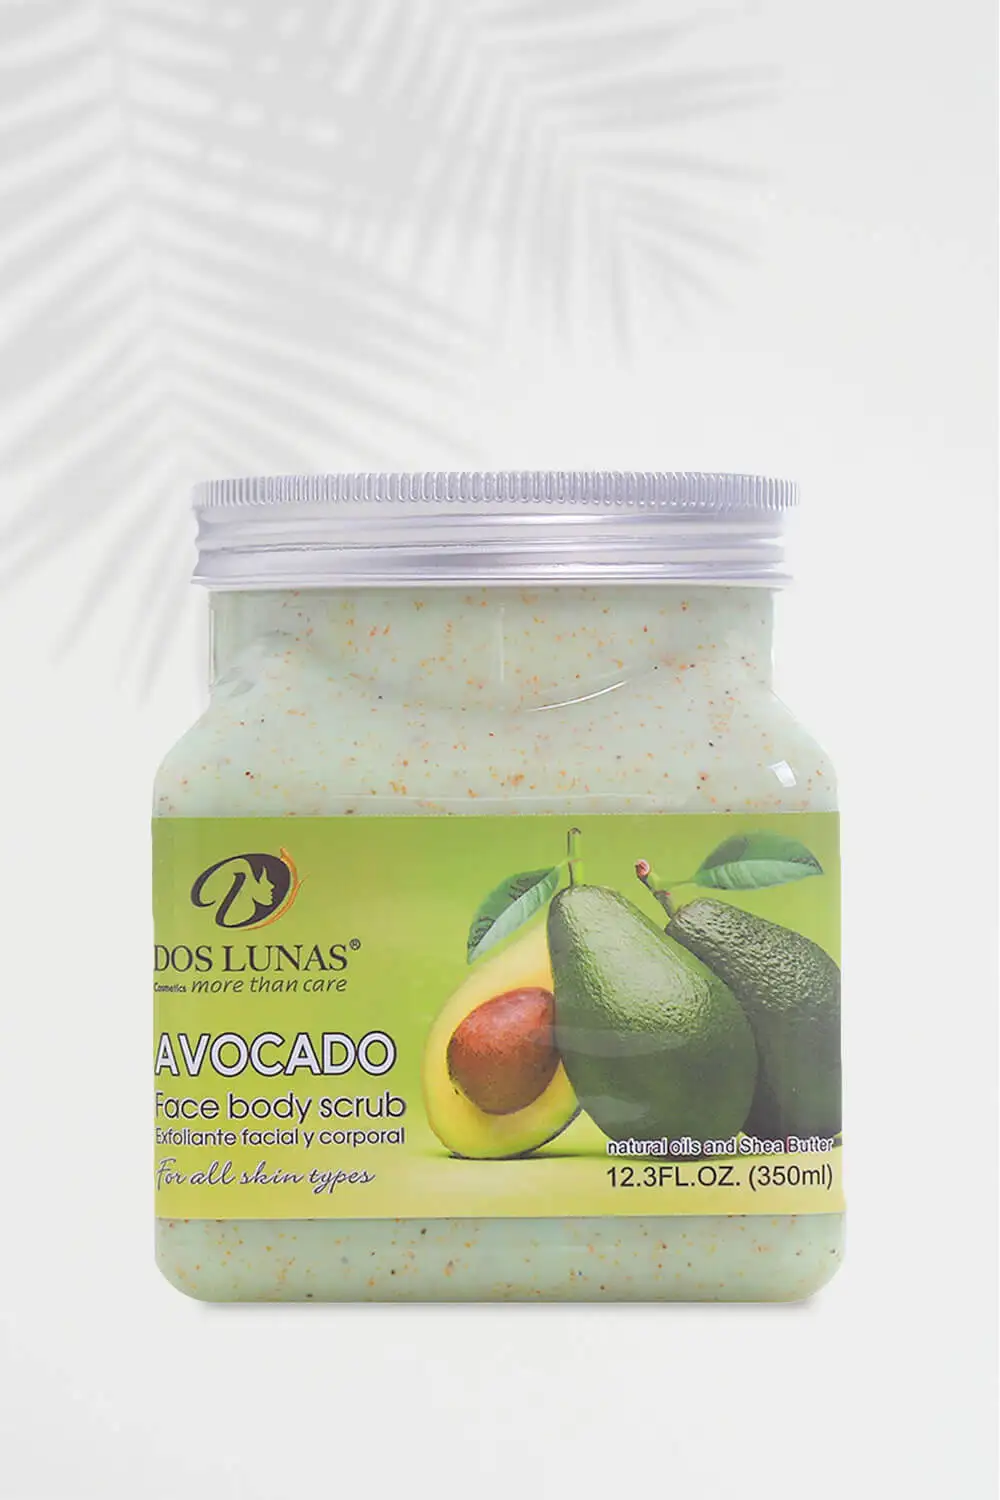 DOS LUNAS®
Cosmetics more than care
AVOCADO
Face body scrub
Exfoliante facial y corporal
For all skin types
natural oils and Shea Butter
12.3FL.OZ. (350ml)